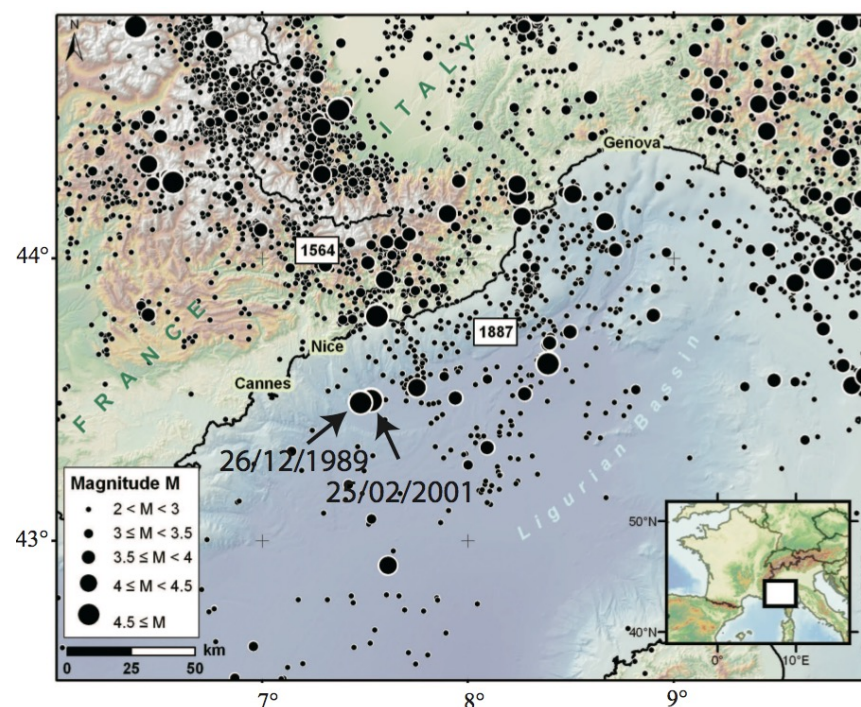 N
ITALY
Genova
44°
1564
1887
Nice
FRANCE
Cannes
Ligurian Bassin
26/12/1989
25/02/2001
Magnitude M
2 < M < 3
3 ≤ M < 3.5
3.5 ≤ M < 4
4 ≤ M < 4.5
4.5 ≤ M
0 25 50
km
43°
50°N
40°N
0° 10°E
7° 8° 9°